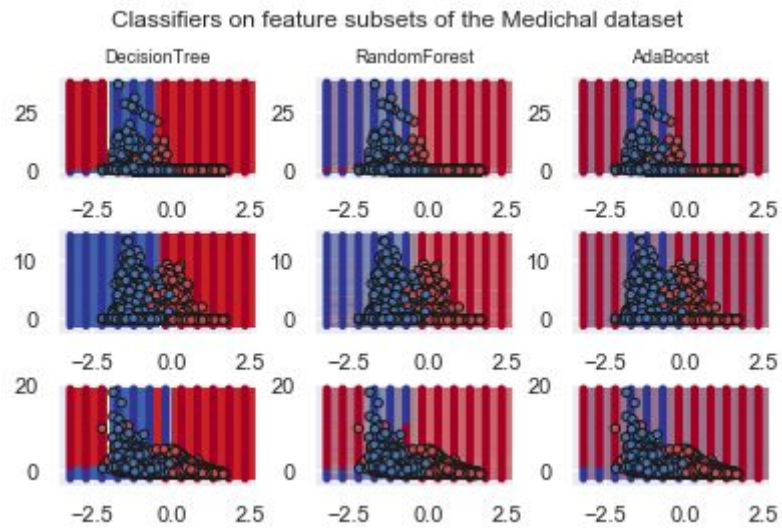 Classifiers on feature subsets of the Medichal dataset
DecisionTree RandomForest AdaBoost
25 25 25
0 0 0
−2.5 0.0 2.5 −2.5 0.0 2.5 −2.5 0.0 2.5
10 10 10
0 0 0
−2.5 0.0 2.5 −2.5 0.0 2.5 −2.5 0.0 2.5
20 20 20
0 0 0
−2.5 0.0 2.5 −2.5 0.0 2.5 −2.5 0.0 2.5